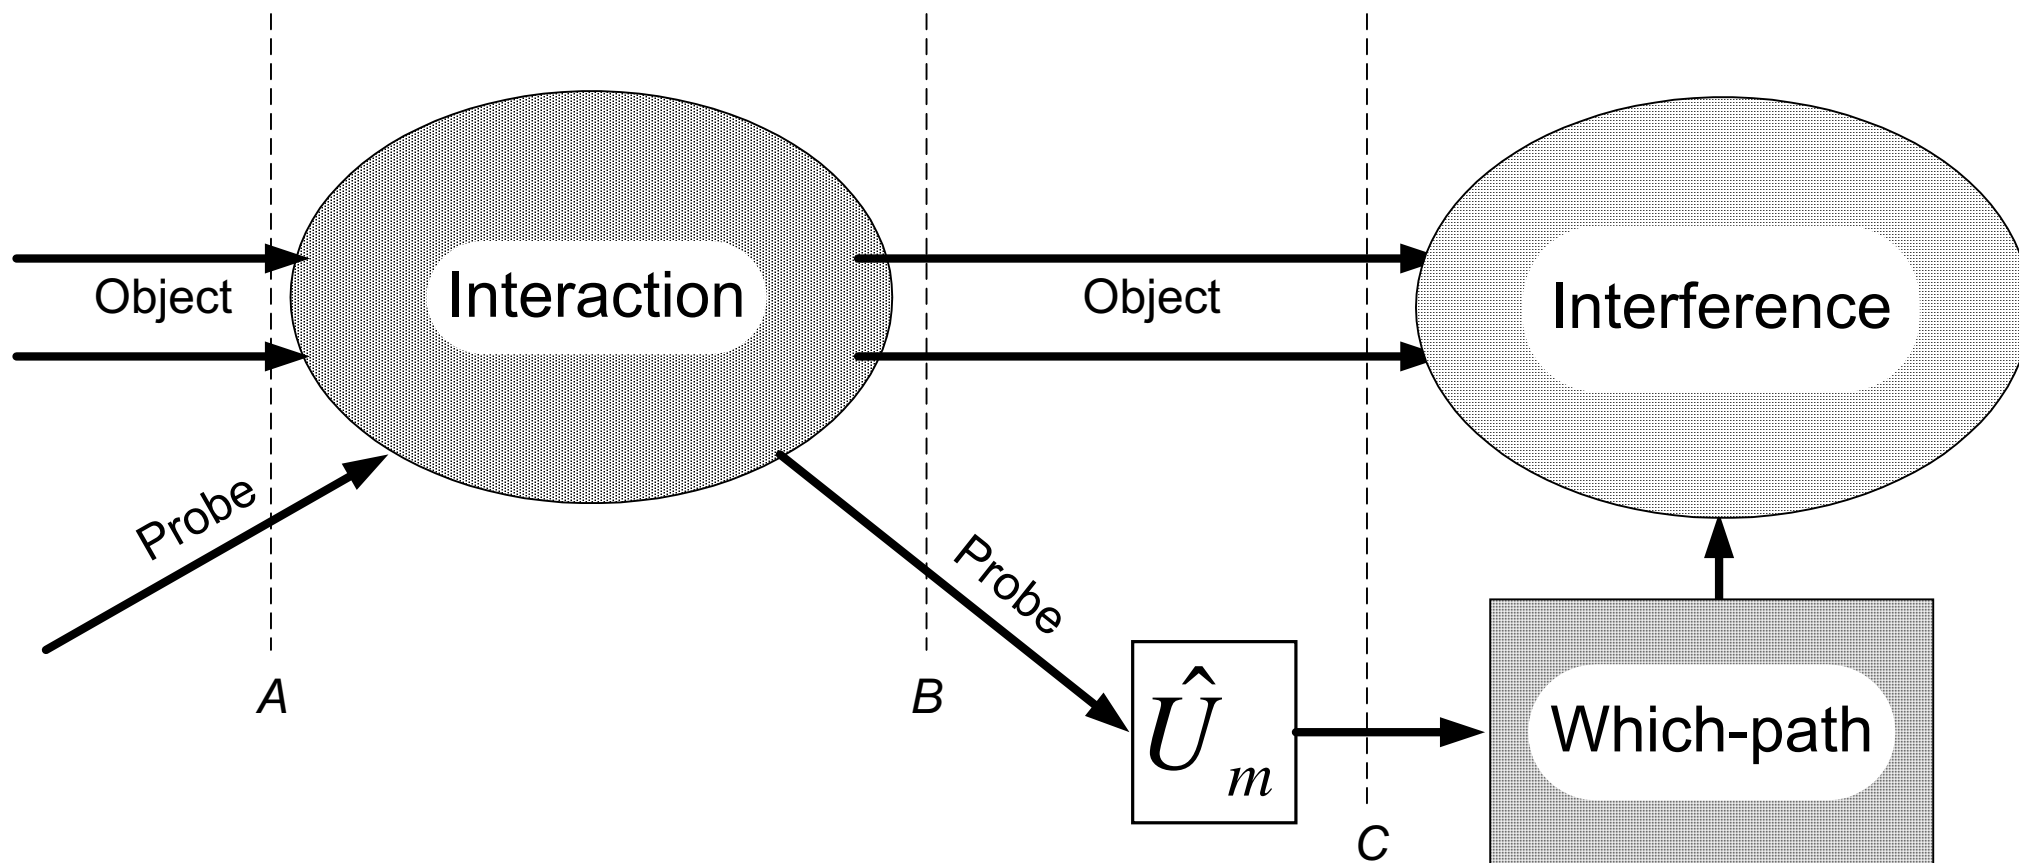 Object
Interaction
Object
Interference
Probe
Probe
A
B
Û m
Which-path
C